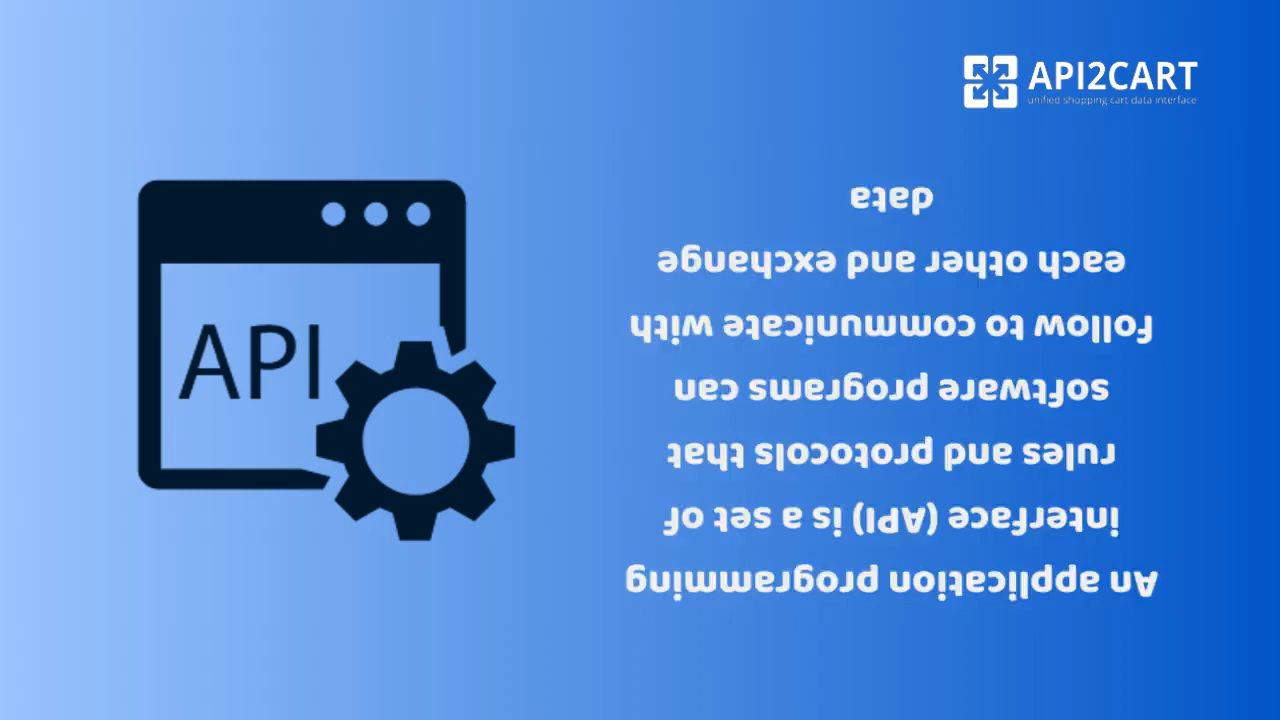 API2CART
unified shopping cart data interface
API
An application programming
interface (API) is a set of
rules and protocols that
software programs can
follow to communicate with
each other and exchange
data